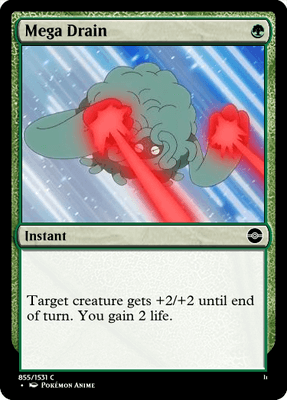 Mega Drain
Instant
Target creature gets +2/+2 until end
of turn. You gain 2 life.
855/1531 C
Pokémon Anime